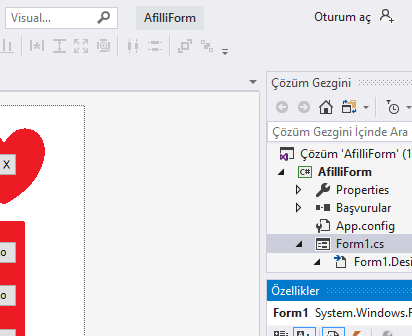 Visual...
AfilliForm
Oturum aç
Çözüm Gezgini
Çözüm Gezgini İçinde Ara
Çözüm 'AfilliForm' (1
C# AfilliForm
X
Properties
Başvurular
App.config
Form1.cs
Form1.Desi
Özellikler
Form1 System.Windows.F